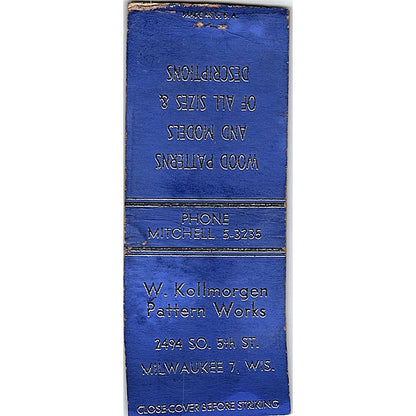 MADE IN U.S.A.
WOOD PATTERNS
AND MODELS
OF ALL SIZES &
DESCRIPTIONS
PHONE
MITCHELL 5-3235
W. Kollmorgen
Pattern Works
2494 SO. 5th ST.
MILWAUKEE 7, WIS.
CLOSE COVER BEFORE STRIKING